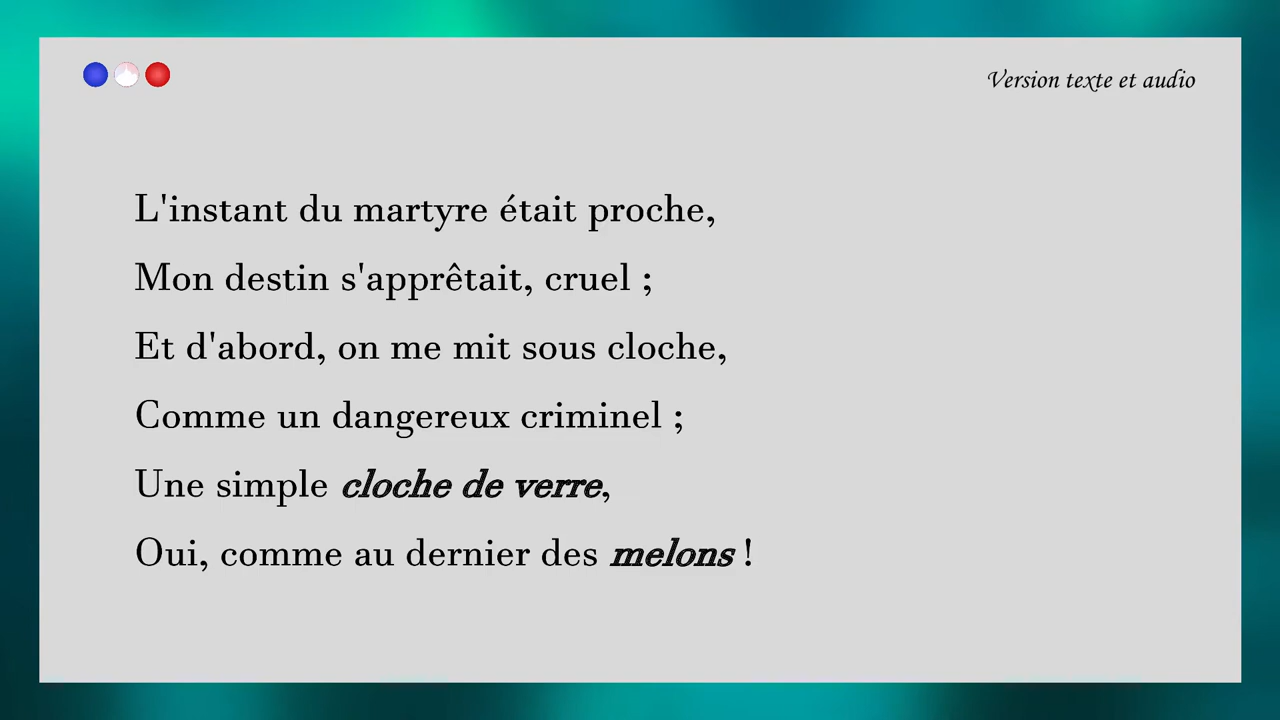 Version texte et audio
L'instant du martyre était proche,
Mon destin s'apprêtait, cruel ;
Et d'abord, on me mit sous cloche,
Comme un dangereux criminel ;
Une simple cloche de verre,
Oui, comme au dernier des melons !